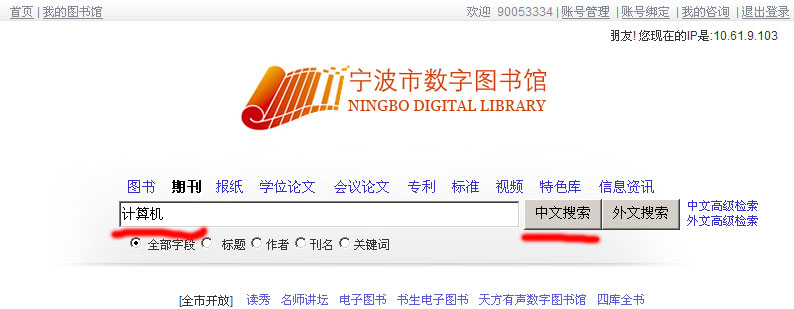 首页 | 我的图书馆 欢迎 90053334 | 账号管理 | 账号绑定 | 我的咨询 | 退出登录
朋友! 您现在的IP是:10.61.9.103
宁波市数字图书馆
NINGBO DIGITAL LIBRARY
图书 期刊 报纸 学位论文 会议论文 专利 标准 视频 特色库 信息资讯
计算机 中文搜索 外文搜索 中文高级检索
外文高级检索
全部字段 标题 作者 刊名 关键词
[全市开放] 读秀 名师讲坛 电子图书 书生电子图书 天方有声数字图书馆 四库全书